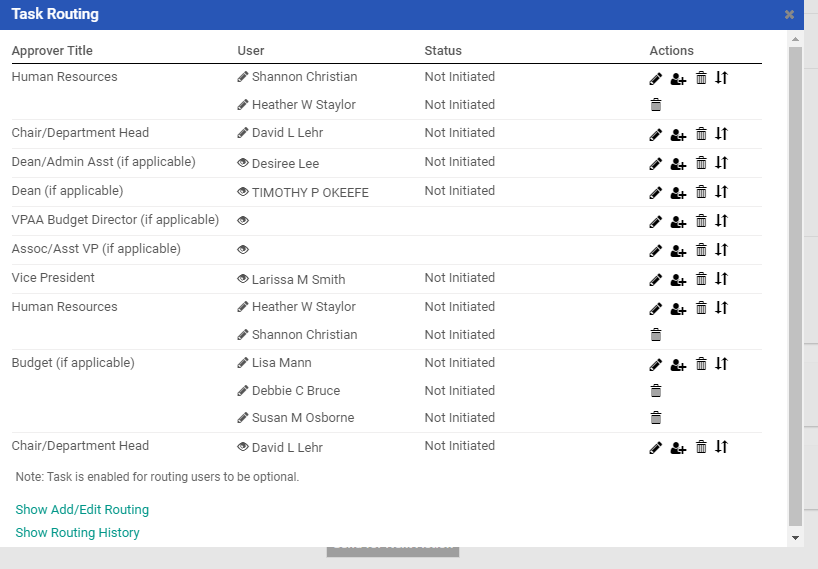 Task Routing
Approver Title User Status Actions
Human Resources Shannon Christian Not Initiated
Heather W Staylor Not Initiated
Chair/Department Head David L Lehr Not Initiated
Dean/Admin Asst (if applicable) Desiree Lee Not Initiated
Dean (if applicable) TIMOTHY P OKEEFE Not Initiated
VPAA Budget Director (if applicable)
Assoc/Asst VP (if applicable)
Vice President Larissa M Smith Not Initiated
Human Resources Heather W Staylor Not Initiated
Shannon Christian Not Initiated
Budget (if applicable) Lisa Mann Not Initiated
Debbie C Bruce Not Initiated
Susan M Osborne Not Initiated
Chair/Department Head David L Lehr Not Initiated
Note: Task is enabled for routing users to be optional.
Show Add/Edit Routing
Show Routing History